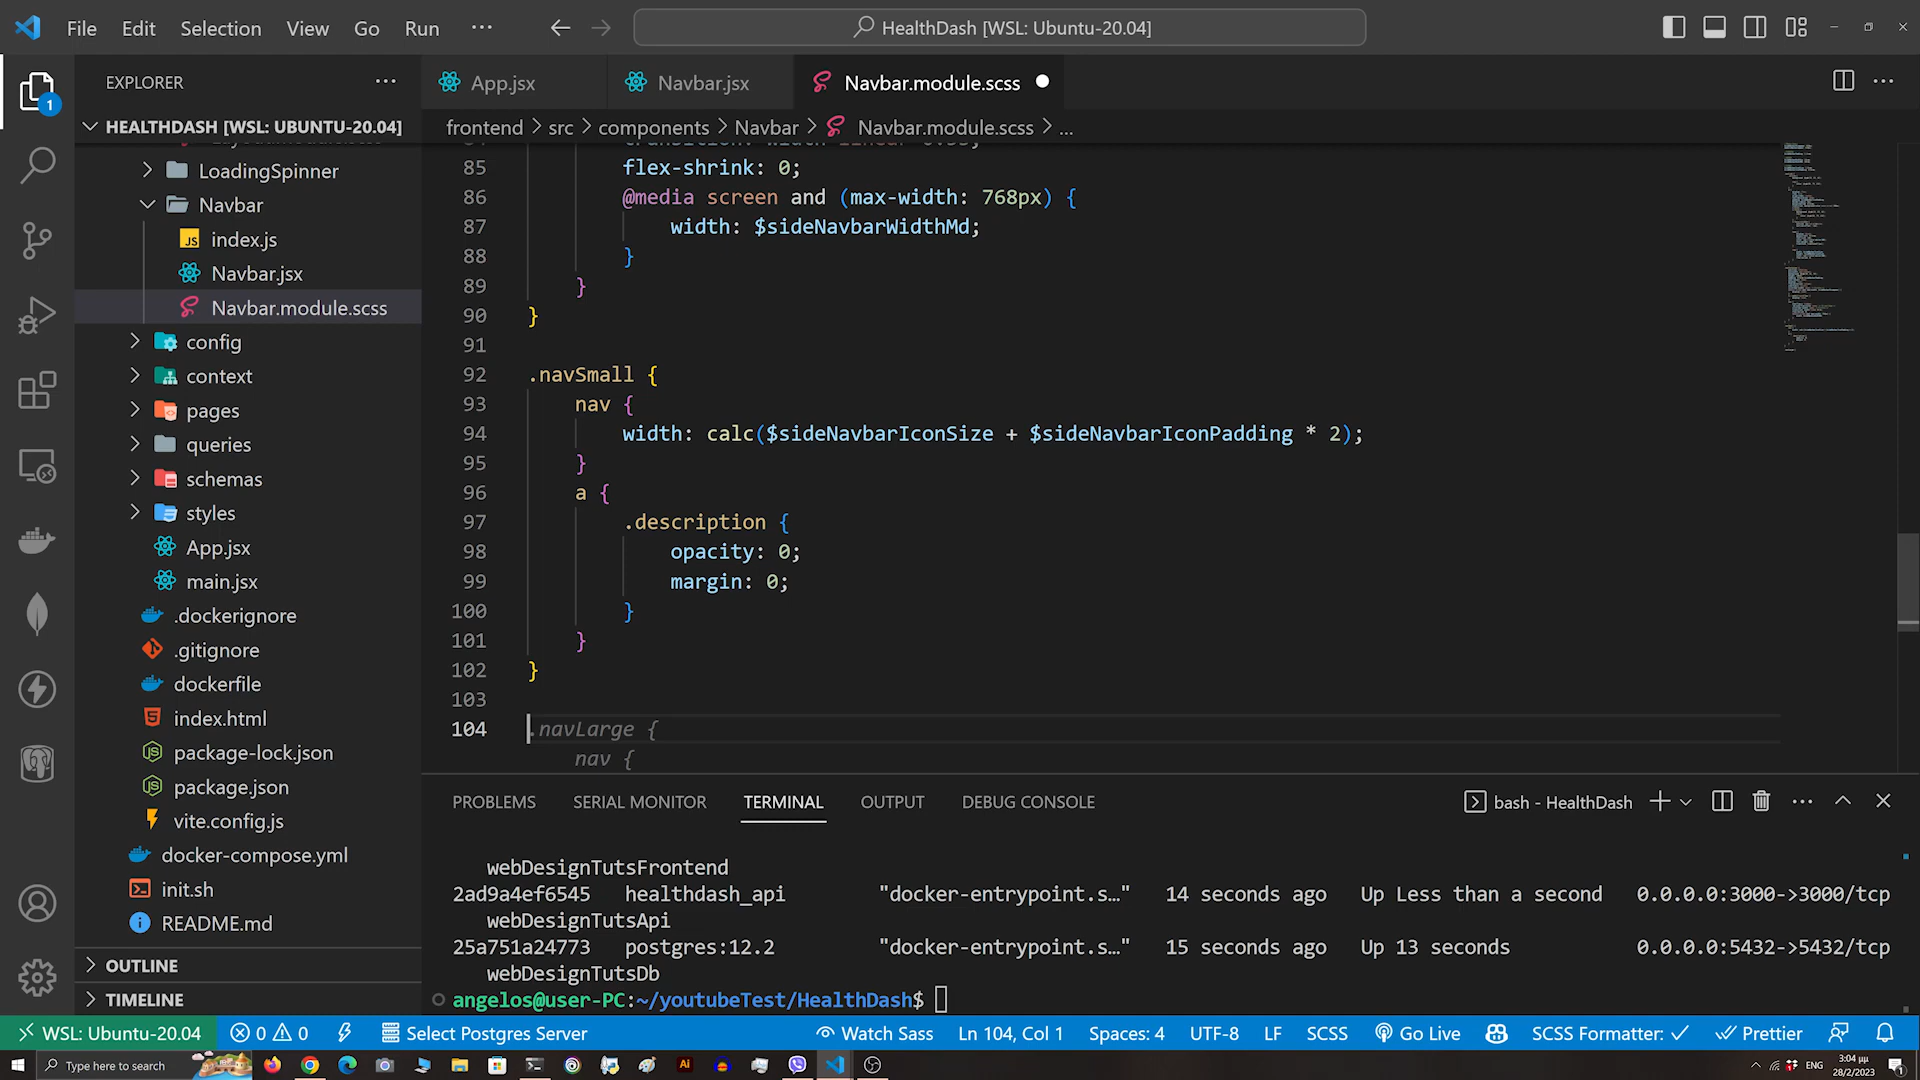 File Edit Selection View Go Run ···
HealthDash [WSL: Ubuntu-20.04]
EXPLORER
HEALTHDASH [WSL: UBUNTU-20.04]
LoadingSpinner
Navbar
index.js
Navbar.jsx
Navbar.module.scss
config
context
pages
queries
schemas
styles
App.jsx
main.jsx
.dockerignore
.gitignore
dockerfile
index.html
package-lock.json
package.json
vite.config.js
docker-compose.yml
init.sh
README.md
OUTLINE
TIMELINE
App.jsx Navbar.jsx Navbar.module.scss
frontend > src > components > Navbar > Navbar.module.scss > ...
85 flex-shrink: 0;
86 @media screen and (max-width: 768px) {
87 width: $sideNavbarWidthMd;
88 }
89 }
90 }
91
92 .navSmall {
93 nav {
94 width: calc($sideNavbarIconSize + $sideNavbarIconPadding * 2);
95 }
96 a {
97 .description {
98 opacity: 0;
99 margin: 0;
100 }
101 }
102 }
103
104 .navLarge {
nav {
PROBLEMS SERIAL MONITOR TERMINAL OUTPUT DEBUG CONSOLE
bash - HealthDash
webDesignTutsFrontend
2ad9a4ef6545 healthdash_api "docker-entrypoint.s…" 14 seconds ago Up Less than a second 0.0.0.0:3000->3000/tcp
webDesignTutsApi
25a751a24773 postgres:12.2 "docker-entrypoint.s…" 15 seconds ago Up 13 seconds 0.0.0.0:5432->5432/tcp
webDesignTutsDb
angelos@user-PC:~/youtubeTest/HealthDash$
WSL: Ubuntu-20.04 0 0 Select Postgres Server Watch Sass Ln 104, Col 1 Spaces: 4 UTF-8 LF SCSS Go Live SCSS Formatter: ✓ Prettier
Type here to search
ENG
3:04 μμ
28/2/2023